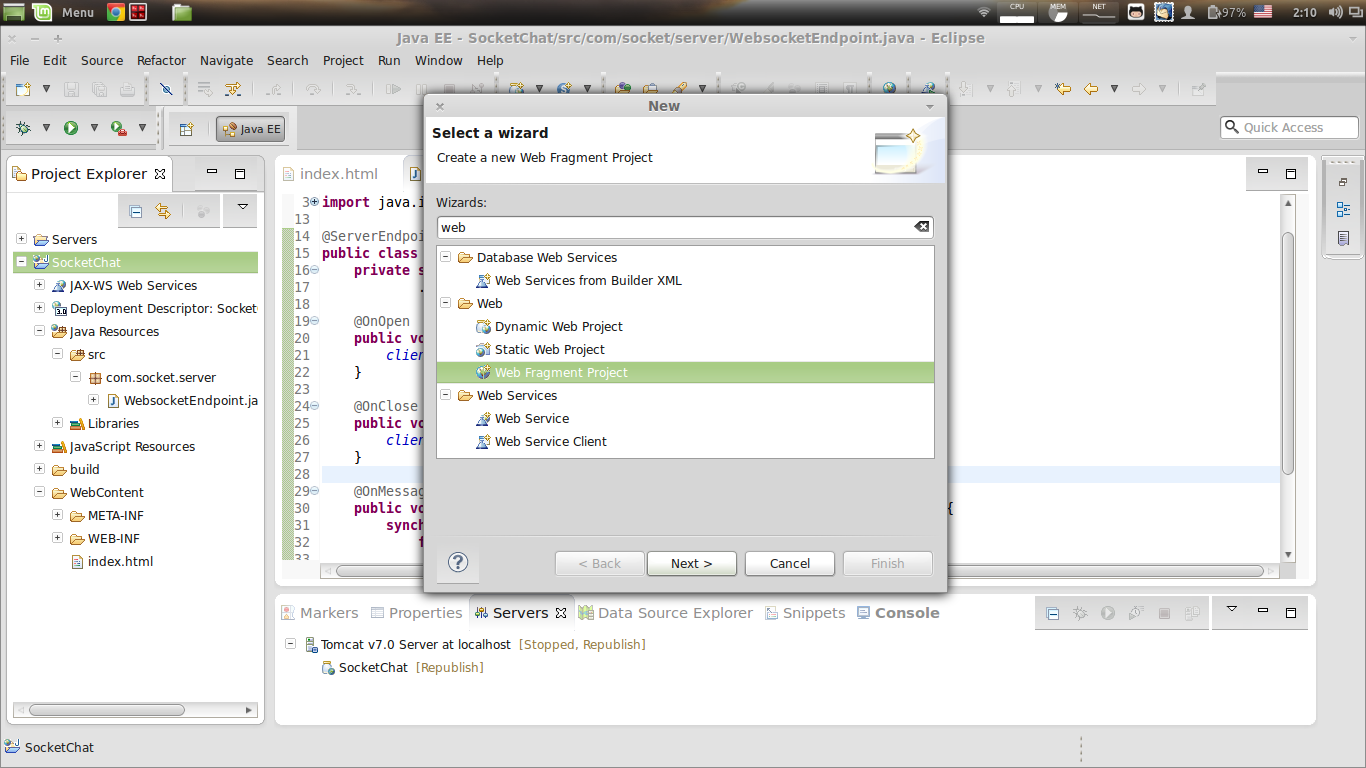 Menu
CPU
MEM
NET
97%
2:10
Java EE - SocketChat/src/com/socket/server/WebsocketEndpoint.java - Eclipse
File Edit Source Refactor Navigate Search Project Run Window Help
Java EE
Quick Access
Project Explorer
Servers
SocketChat
JAX-WS Web Services
Deployment Descriptor: Socket
Java Resources
src
com.socket.server
WebsocketEndpoint.ja
Libraries
JavaScript Resources
build
WebContent
META-INF
WEB-INF
index.html
index.html
3 import java.i
13
14 @ServerEndpoi
15 public class
16 private s
17 .
18
19 @OnOpen
20 public vo
21 clien
22 }
23
24 @OnClose
25 public vo
26 clien
27 }
28
29 @OnMessag
30 public vo {
31 synch
32 f
33
New
Select a wizard
Create a new Web Fragment Project
Wizards:
web
Database Web Services
Web Services from Builder XML
Web
Dynamic Web Project
Static Web Project
Web Fragment Project
Web Services
Web Service
Web Service Client
? < Back Next > Cancel Finish
Markers Properties Servers Data Source Explorer Snippets Console
Tomcat v7.0 Server at localhost [Stopped, Republish]
SocketChat [Republish]
SocketChat